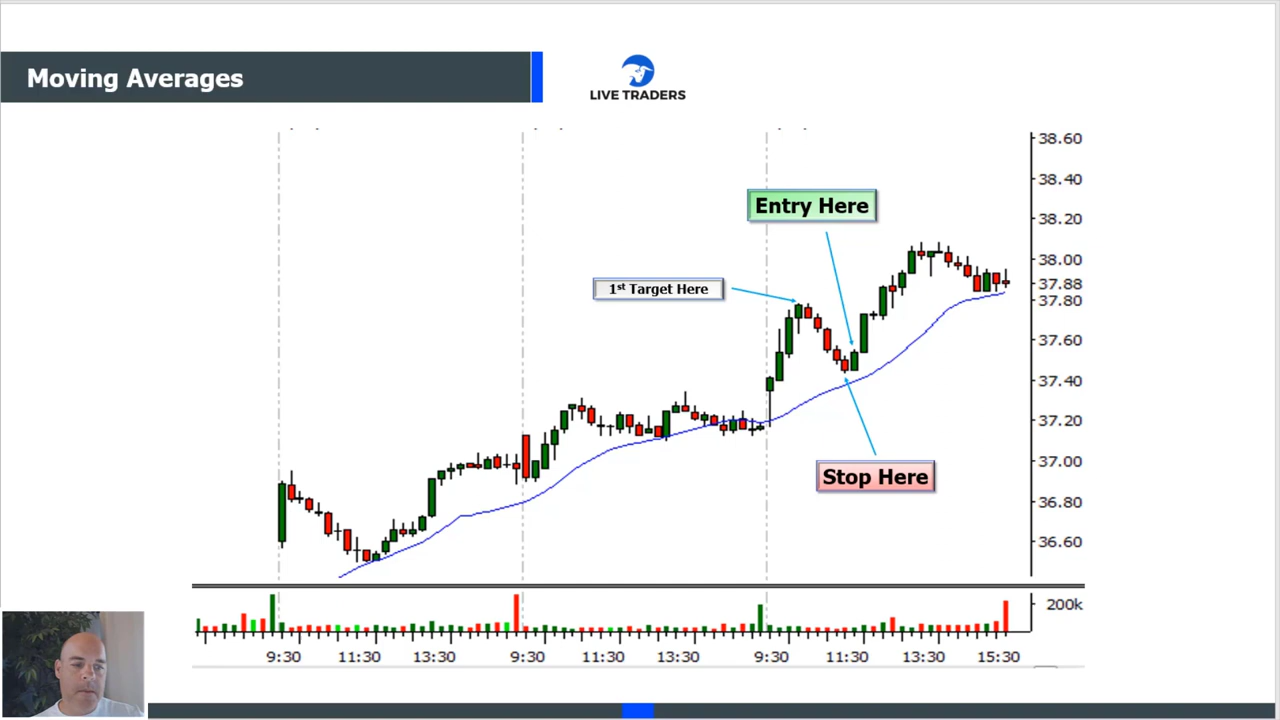 Moving Averages
LIVE TRADERS
38.60
38.40
Entry Here
38.20
38.00
1st Target Here
37.88
37.80
37.60
37.40
37.20
37.00
Stop Here
36.80
36.60
200k
9:30 11:30 13:30 9:30 11:30 13:30 9:30 11:30 13:30 15:30